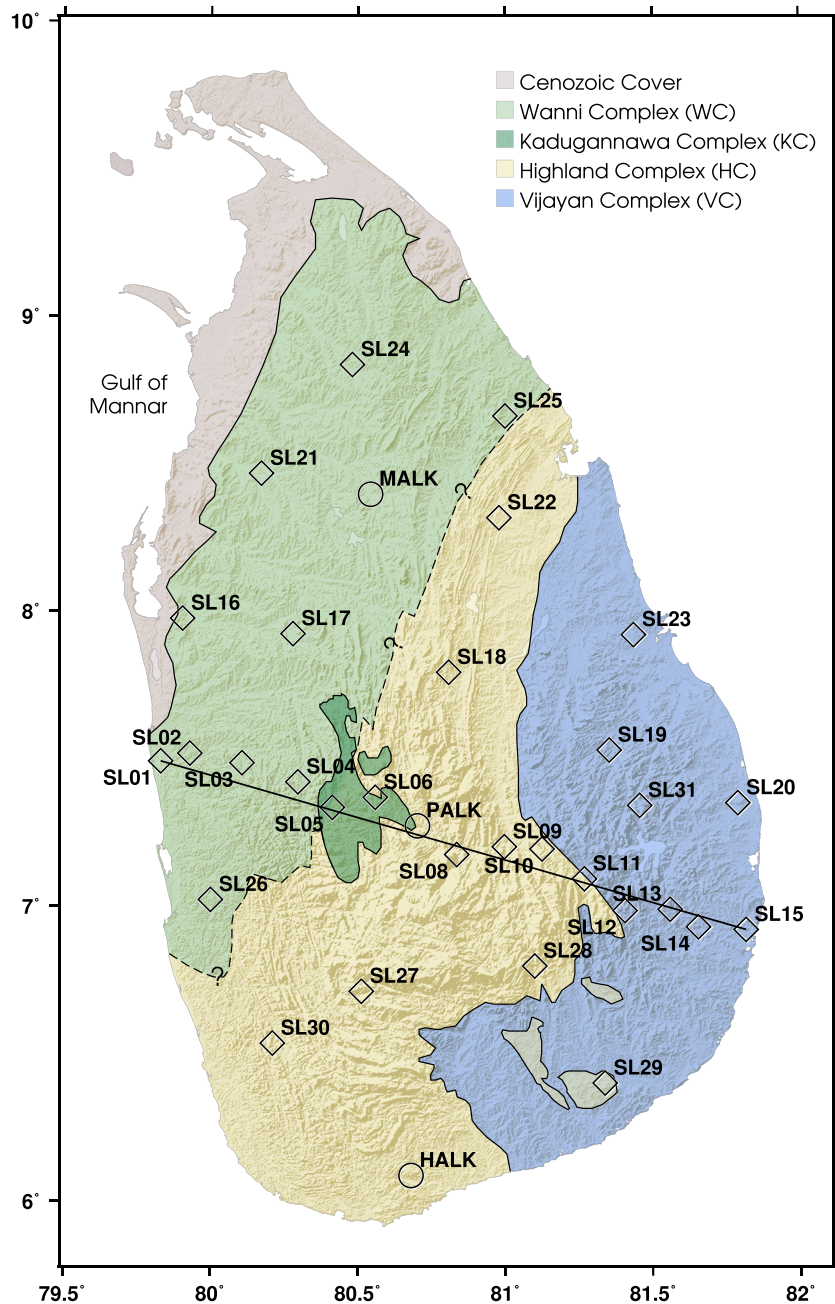 10°
Cenozoic Cover
Wanni Complex (WC)
Kadugannawa Complex (KC)
Highland Complex (HC)
Vijayan Complex (VC)
9°
SL24
Gulf of
Mannar
SL25
SL21
MALK
?
SL22
8°
SL16
SL17
SL23
?
SL18
SL02
SL19
SL01
SL03
SL04
SL06
SL31
SL20
SL05
PALK
SL09
SL08
SL10
SL11
7°
SL26
SL13
SL12
SL15
SL14
?
SL28
SL27
SL30
SL29
HALK
6°
79.5°
80°
80.5°
81°
81.5°
82°